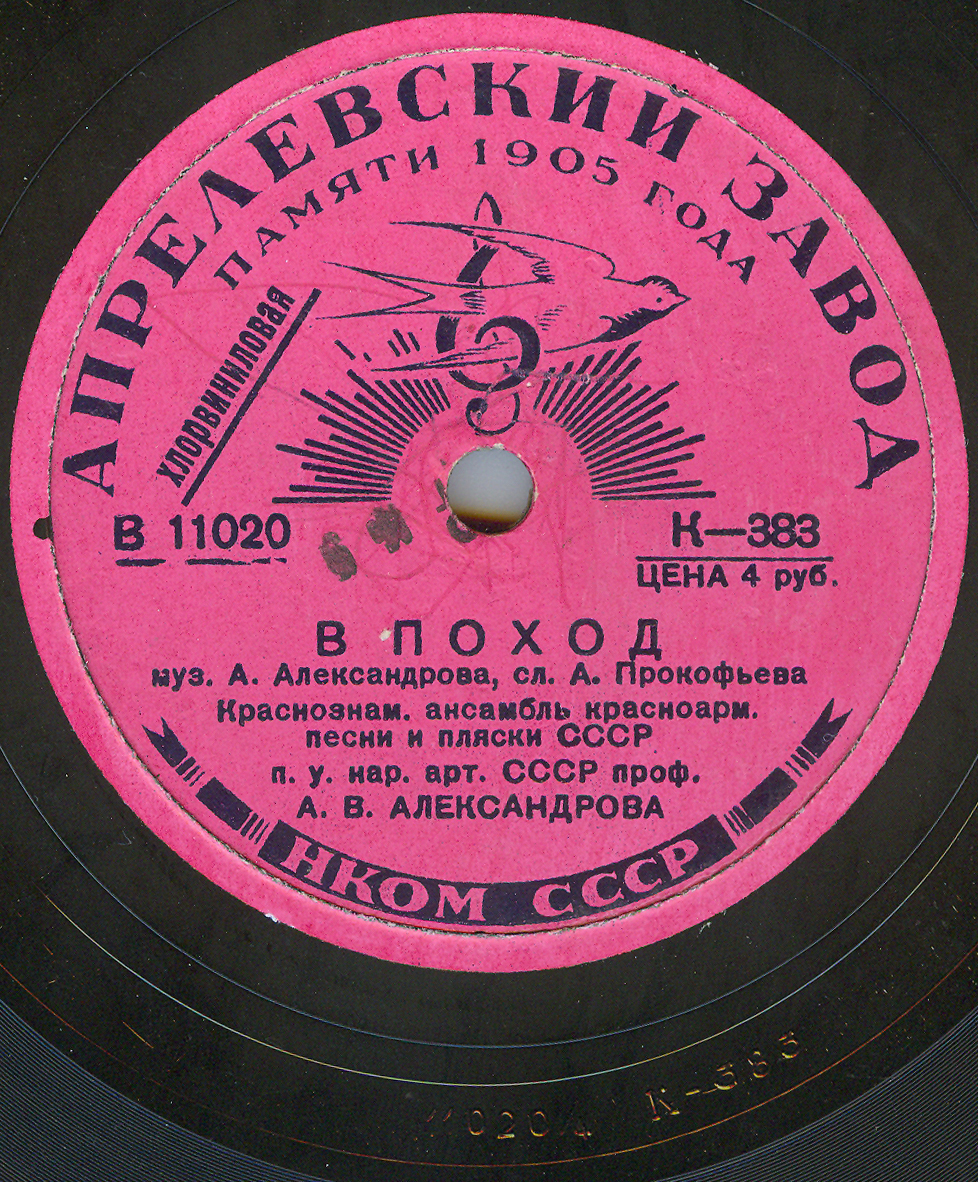 АПРЕЛЕВСКИЙ ЗАВОД
ПАМЯТИ 1905 ГОДА
хлорвиниловая
В 11020
К—383
ЦЕНА 4 руб.
В ПОХОД
муз. А. Александрова, сл. А. Прокофьева
Краснознам. ансамбль красноарм.
песни и пляски СССР
п. у. нар. арт. СССР проф.
А. В. АЛЕКСАНДРОВА
НКОМ СССР
11020/4 К-383